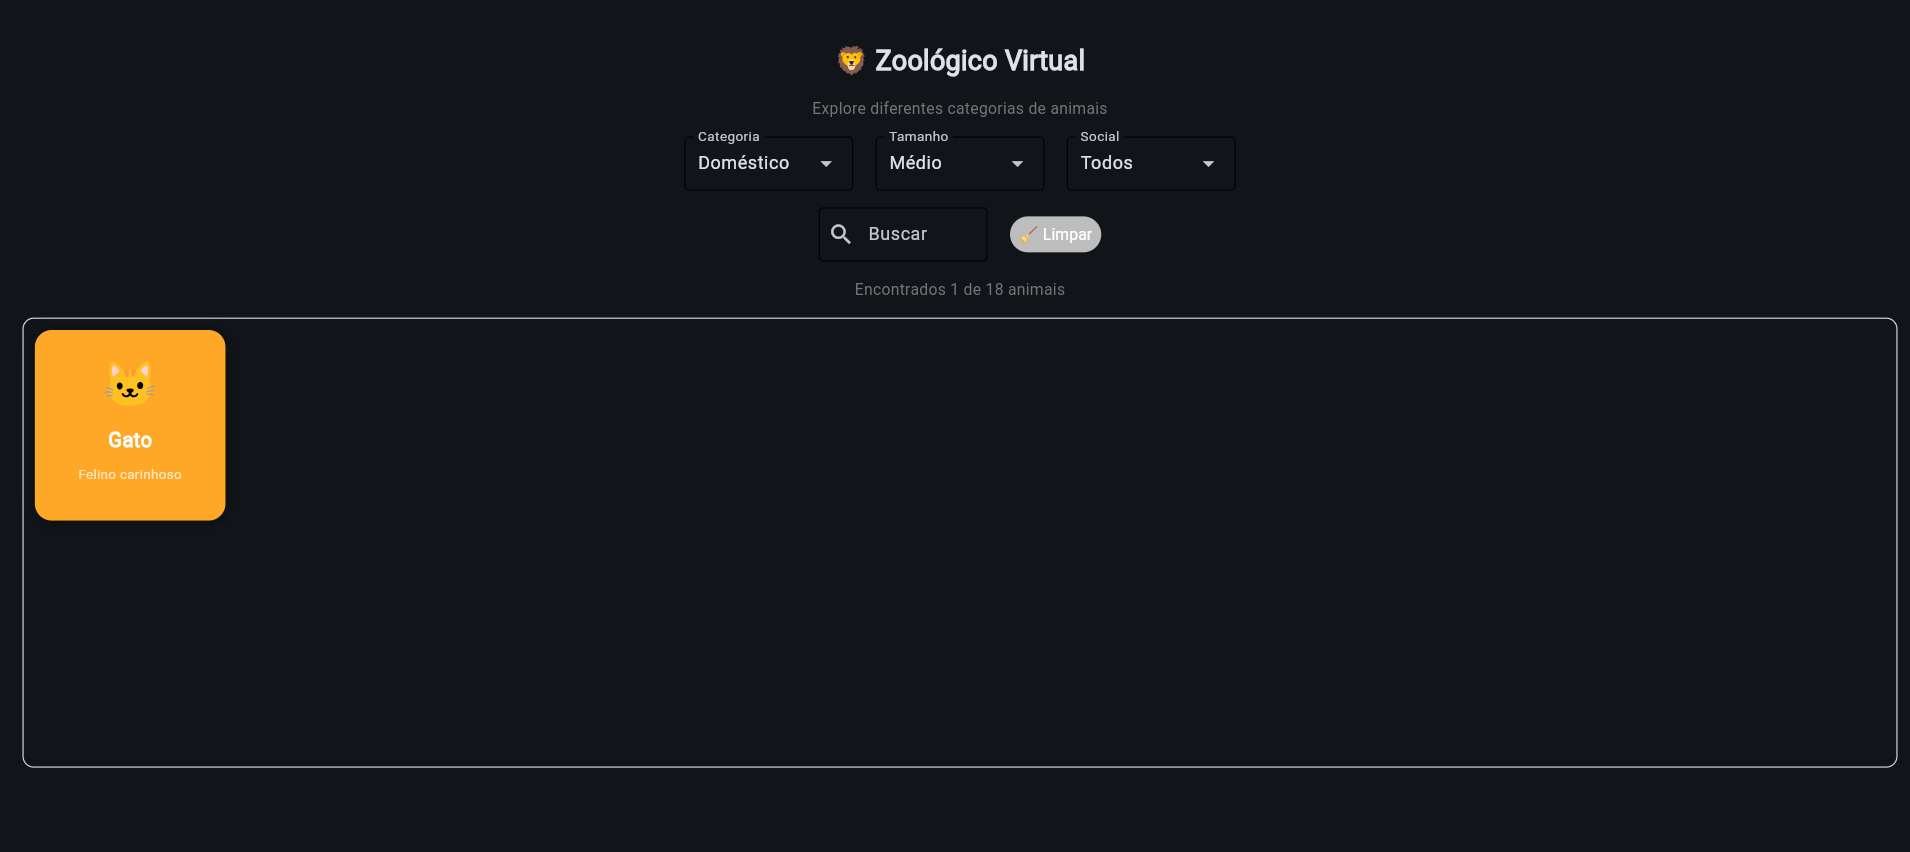 🦁 Zoológico Virtual
Explore diferentes categorias de animais
Categoria Tamanho Social
Doméstico Médio Todos
Buscar 🧹 Limpar
Encontrados 1 de 18 animais
Gato
Felino carinhoso